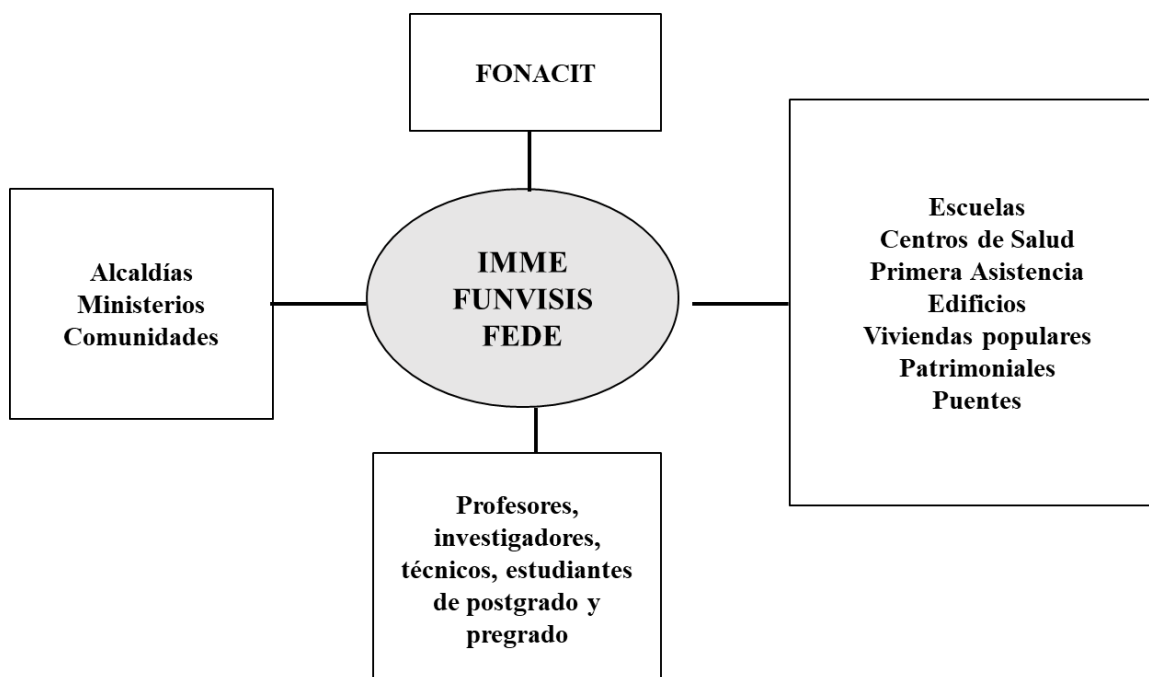 FONACIT
Alcaldías
Ministerios
Comunidades
IMME
FUNVISIS
FEDE
Escuelas
Centros de Salud
Primera Asistencia
Edificios
Viviendas populares
Patrimoniales
Puentes
Profesores,
investigadores,
técnicos, estudiantes
de postgrado y
pregrado